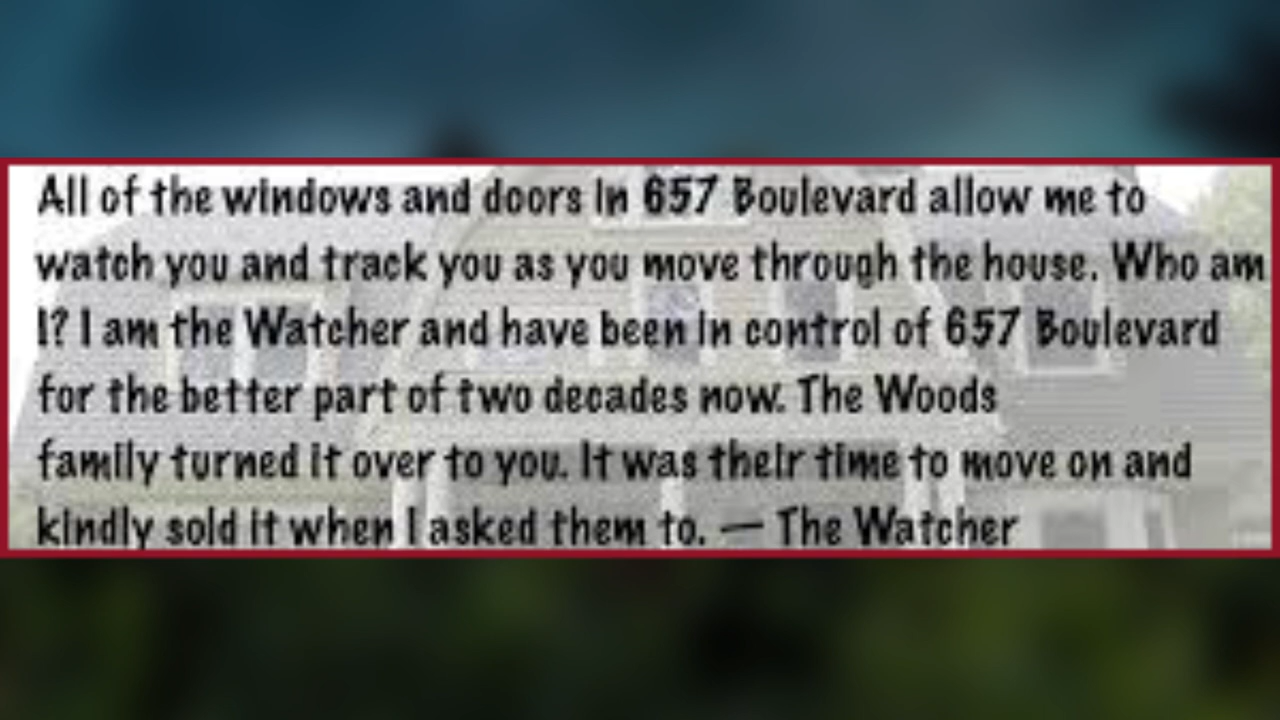 All of the windows and doors in 657 Boulevard allow me to
watch you and track you as you move through the house. Who am
I? I am the Watcher and have been in control of 657 Boulevard
for the better part of two decades now. The Woods
family turned it over to you. It was their time to move on and
kindly sold it when I asked them to. — The Watcher